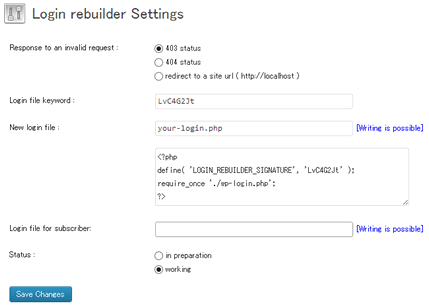 Login rebuilder Settings
Response to an invalid request :
403 status
404 status
redirect to a site url ( http://localhost )
Login file keyword :
LvC4G2Jt
New login file :
your-login.php
[Writing is possible]
<?php
define( 'LOGIN_REBUILDER_SIGNATURE', 'LvC4G2Jt' );
require_once './wp-login.php';
?>
Login file for subscriber:
[Writing is possible]
Status :
in preparation
working
Save Changes